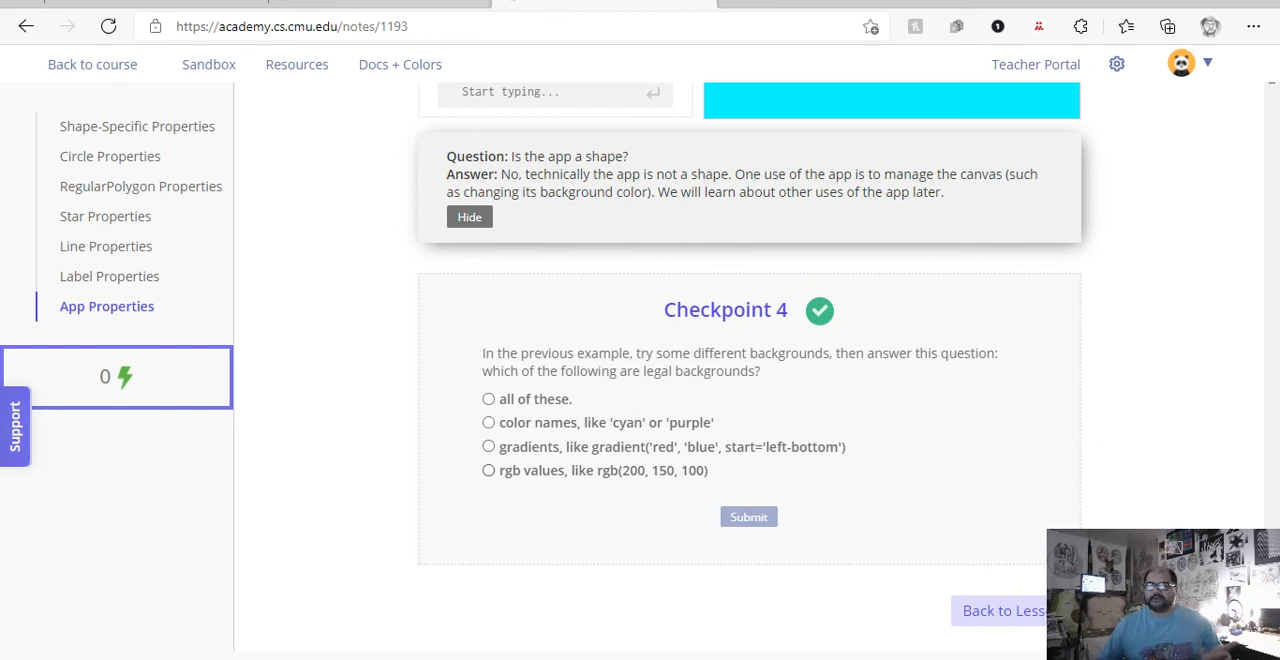 https://academy.cs.cmu.edu/notes/1193
Back to course
Sandbox
Resources
Docs + Colors
Teacher Portal
Shape-Specific Properties
Circle Properties
RegularPolygon Properties
Star Properties
Line Properties
Label Properties
App Properties
0
Support
Start typing...
Question: Is the app a shape?
Answer: No, technically the app is not a shape. One use of the app is to manage the canvas (such
as changing its background color). We will learn about other uses of the app later.
Hide
Checkpoint 4
In the previous example, try some different backgrounds, then answer this question:
which of the following are legal backgrounds?
all of these.
color names, like 'cyan' or 'purple'
gradients, like gradient('red', 'blue', start='left-bottom')
rgb values, like rgb(200, 150, 100)
Submit
Back to Less